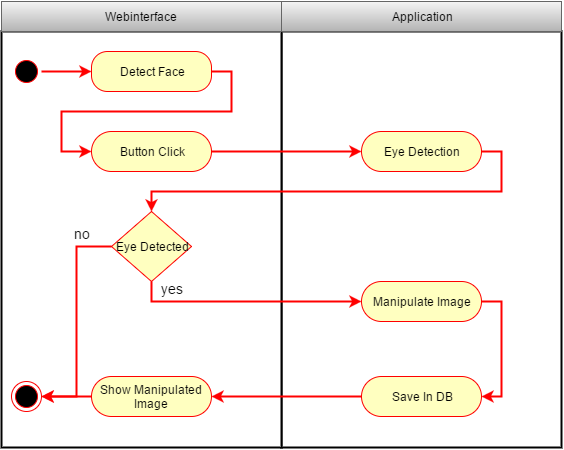 Webinterface
Application
Detect Face
Button Click
Eye Detection
no
Eye Detected
yes
Manipulate Image
Show Manipulated
Image
Save In DB